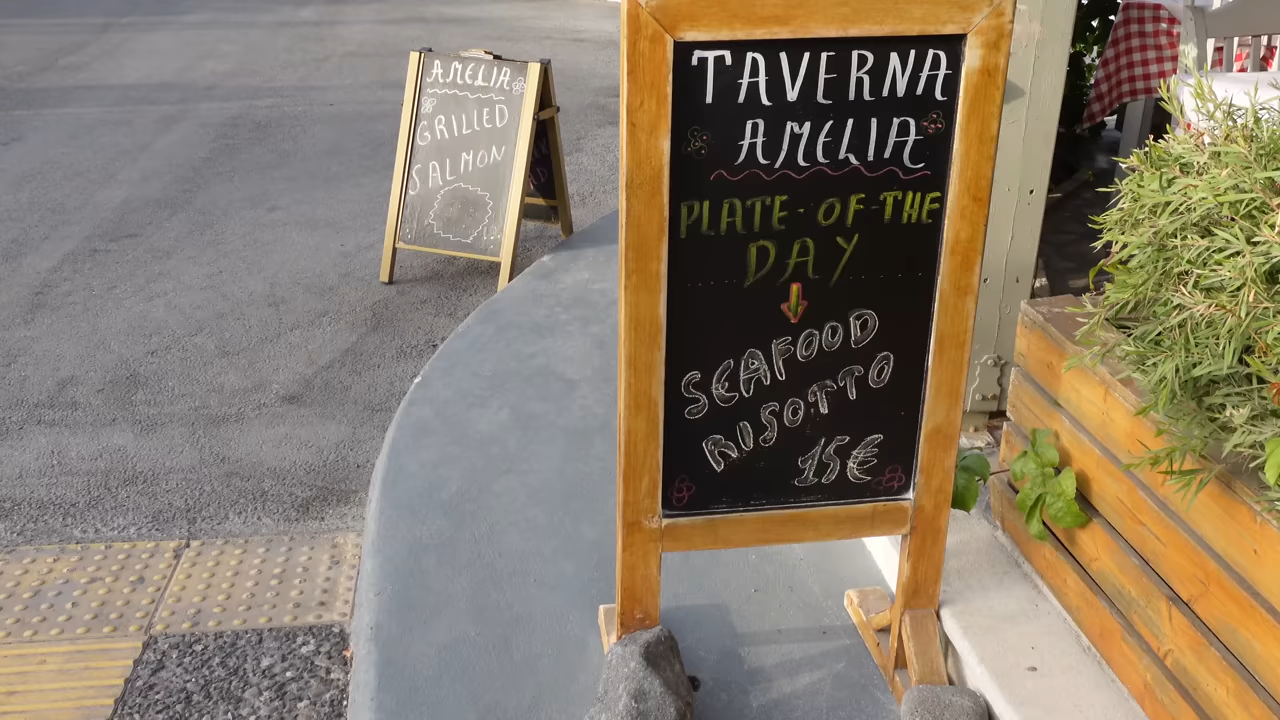 AMELIA
GRILLED
SALMON
TAVERNA
AMELIA
PLATE-OF-THE
DAY
SEAFOOD
RISOTTO
15€